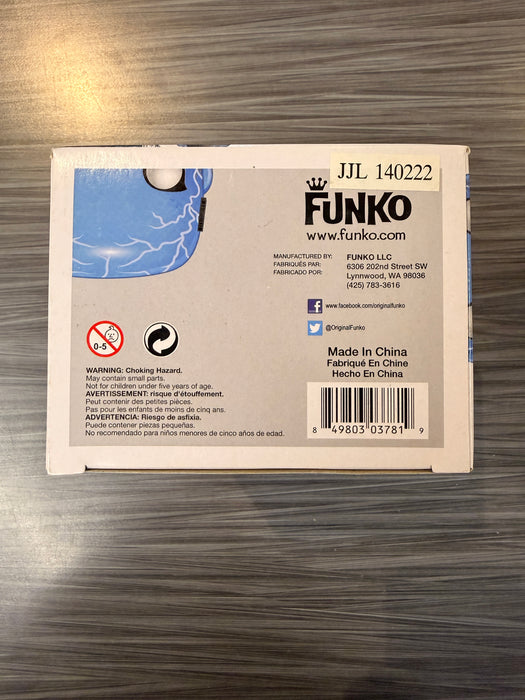 JJL 140222
FUNKO
www.funko.com
MANUFACTURED BY:
FABRIQUÉS PAR:
FABRICADO POR:
FUNKO LLC
6306 202nd Street SW
Lynnwood, WA 98036
(425) 783-3616
f www.facebook.com/originalfunko
@OriginalFunko
0-5
Made In China
Fabriqué En Chine
Hecho En China
WARNING: Choking Hazard.
May contain small parts.
Not for children under five years of age.
AVERTISSEMENT: risque d'étouffement.
Peut contenir des petites pièces.
Pas pour les enfants de moins de cinq ans.
ADVERTENCIA: Riesgo de asfixia.
Puede contener piezas pequeñas.
No recomendado para niños menores de cinco años de edad.
8 49803 03781 9